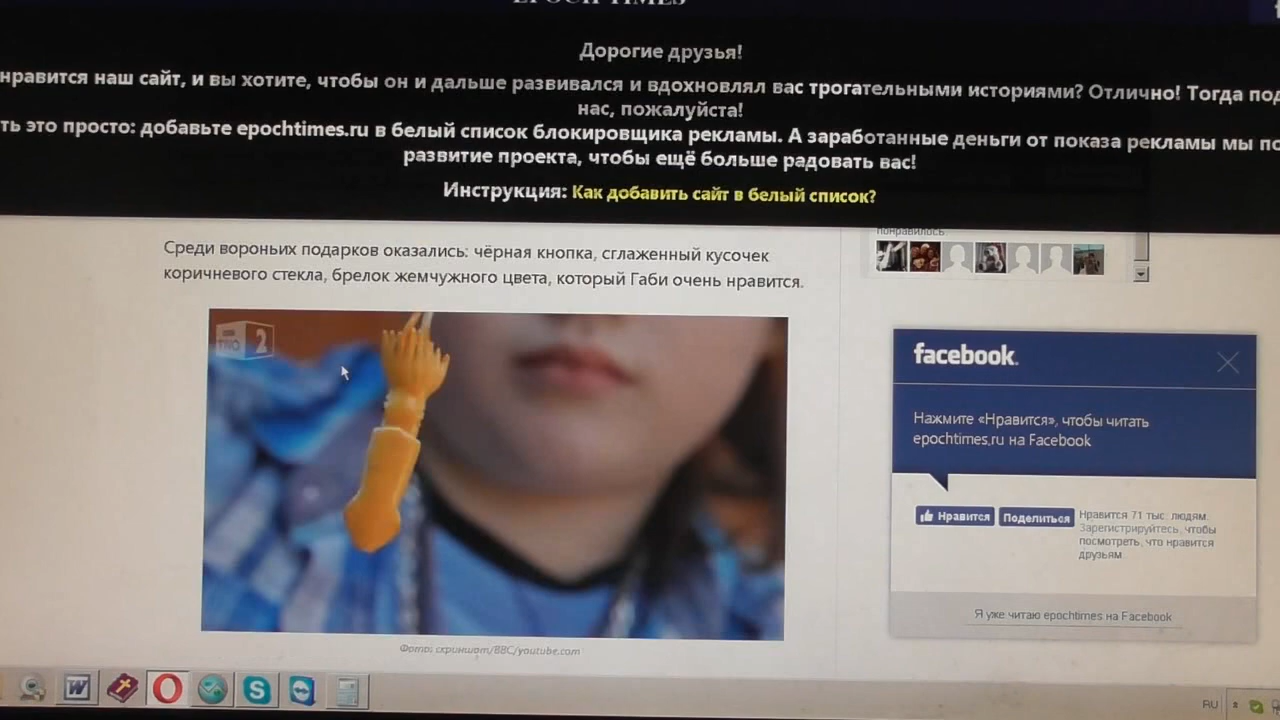 EPOCH TIMES
Дорогие друзья!
нравится наш сайт, и вы хотите, чтобы он и дальше развивался и вдохновлял вас трогательными историями? Отлично! Тогда под
нас, пожалуйста!
ть это просто: добавьте epochtimes.ru в белый список блокировщика рекламы. А заработанные деньги от показа рекламы мы по
развитие проекта, чтобы ещё больше радовать вас!
Инструкция: Как добавить сайт в белый список?
понравилось
Среди вороньих подарков оказались: чёрная кнопка, сглаженный кусочек
коричневого стекла, брелок жемчужного цвета, который Габи очень нравится.
BBC
TWO 2
Фото: скриншот/BBC/youtube.com
facebook
Нажмите «Нравится», чтобы читать
epochtimes.ru на Facebook
Нравится Поделиться Нравится 71 тыс. людям.
Зарегистрируйтесь, чтобы
посмотреть, что нравится
друзьям.
Я уже читаю epochtimes на Facebook
RU